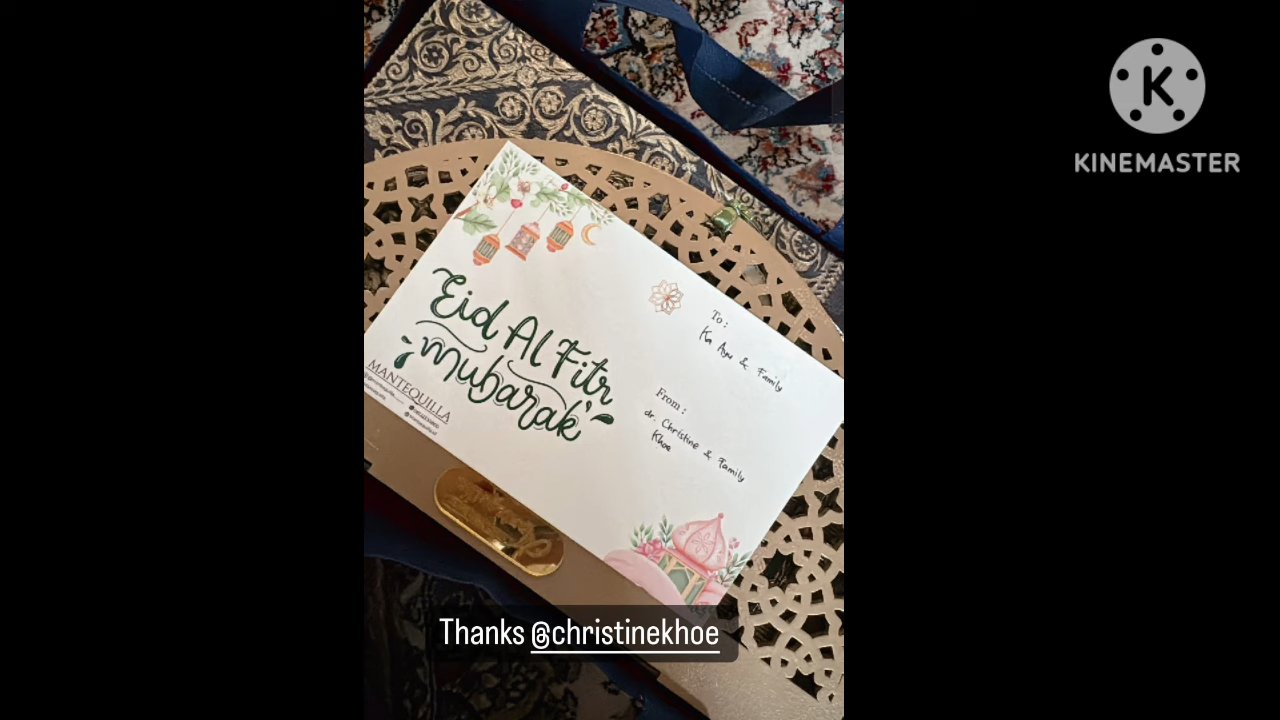 KINEMASTER
Eid Al Fitr
Mubarak
MANTEQUILLA
To :
Ka Ayu & Family
From :
dr. Christine & Family
Khoe
Thanks @christinekhoe